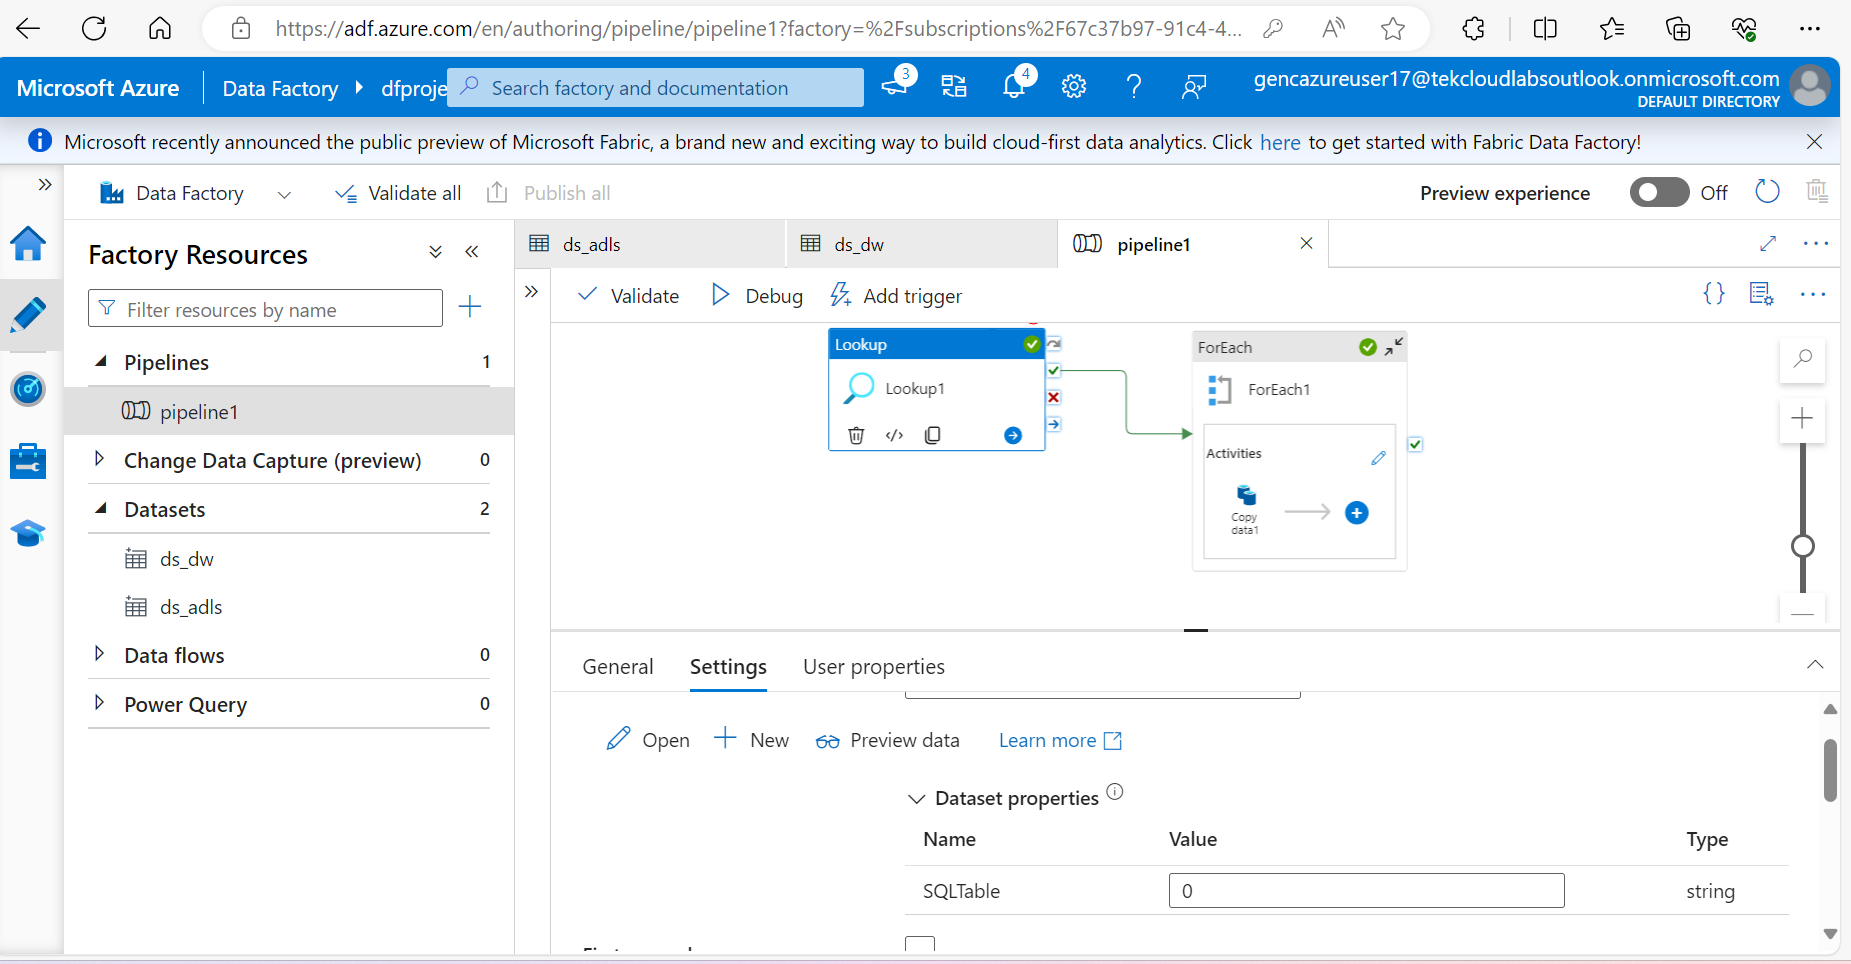 https://adf.azure.com/en/authoring/pipeline/pipeline1?factory=%2Fsubscriptions%2F67c37b97-91c4-4...
Microsoft Azure
Data Factory
dfproje
Search factory and documentation
3
4
gencazureuser17@tekcloudlabsoutlook.onmicrosoft.com
DEFAULT DIRECTORY
Microsoft recently announced the public preview of Microsoft Fabric, a brand new and exciting way to build cloud-first data analytics. Click here to get started with Fabric Data Factory!
Data Factory
Validate all
Publish all
Preview experience
Off
Factory Resources
Filter resources by name
Pipelines 1
pipeline1
Change Data Capture (preview) 0
Datasets 2
ds_dw
ds_adls
Data flows 0
Power Query 0
ds_adls
ds_dw
pipeline1
Validate
Debug
Add trigger
Lookup
Lookup1
ForEach
ForEach1
Activities
Copy
data1
General
Settings
User properties
Open
New
Preview data
Learn more
Dataset properties
Name Value Type
SQLTable 0 string